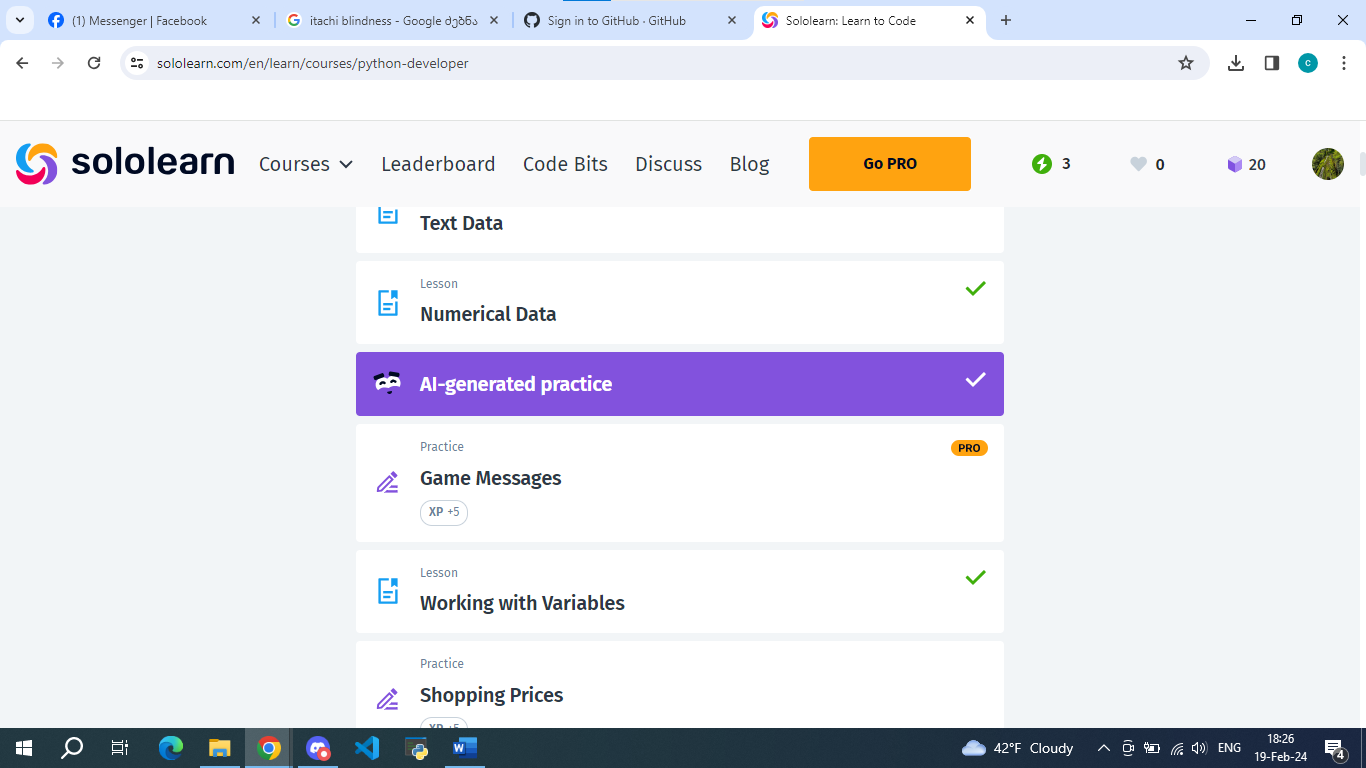 (1) Messenger | Facebook
itachi blindness - Google ძებნა
Sign in to GitHub · GitHub
Sololearn: Learn to Code
sololearn.com/en/learn/courses/python-developer
c
sololearn
Courses
Leaderboard
Code Bits
Discuss
Blog
Go PRO
3
0
20
Text Data
Lesson
Numerical Data
AI-generated practice
Practice
PRO
Game Messages
XP +5
Lesson
Working with Variables
Practice
Shopping Prices
XP +5
42°F Cloudy
ENG
18:26
19-Feb-24
4